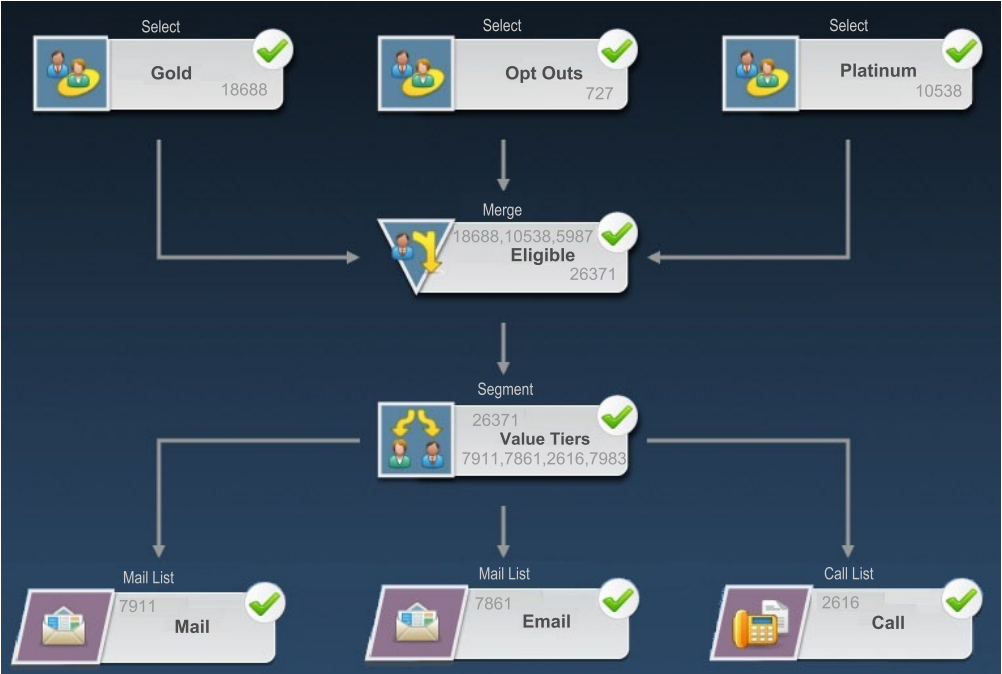 Select
Select
Select
Gold
18688
Opt Outs
727
Platinum
10538
Merge
18688,10538,5987
Eligible
26371
Segment
26371
Value Tiers
7911,7861,2616,7983
Mail List
Mail List
Call List
7911
Mail
7861
Email
2616
Call